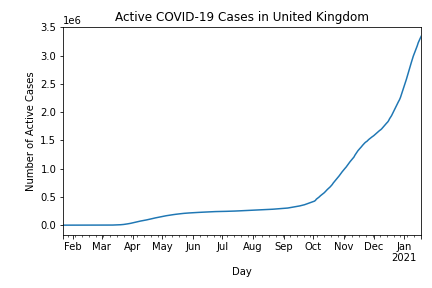 Active COVID-19 Cases in United Kingdom
1e6
3.5
3.0
2.5
2.0
1.5
1.0
0.5
0.0
Number of Active Cases
Feb Mar Apr May Jun Jul Aug Sep Oct Nov Dec Jan
2021
Day